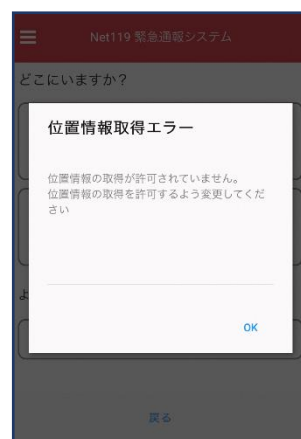 Net119 緊急通報システム
どこにいますか？
位置情報取得エラー
位置情報の取得が許可されていません。
位置情報の取得を許可するよう変更してくだ
さい
よ
OK
戻る